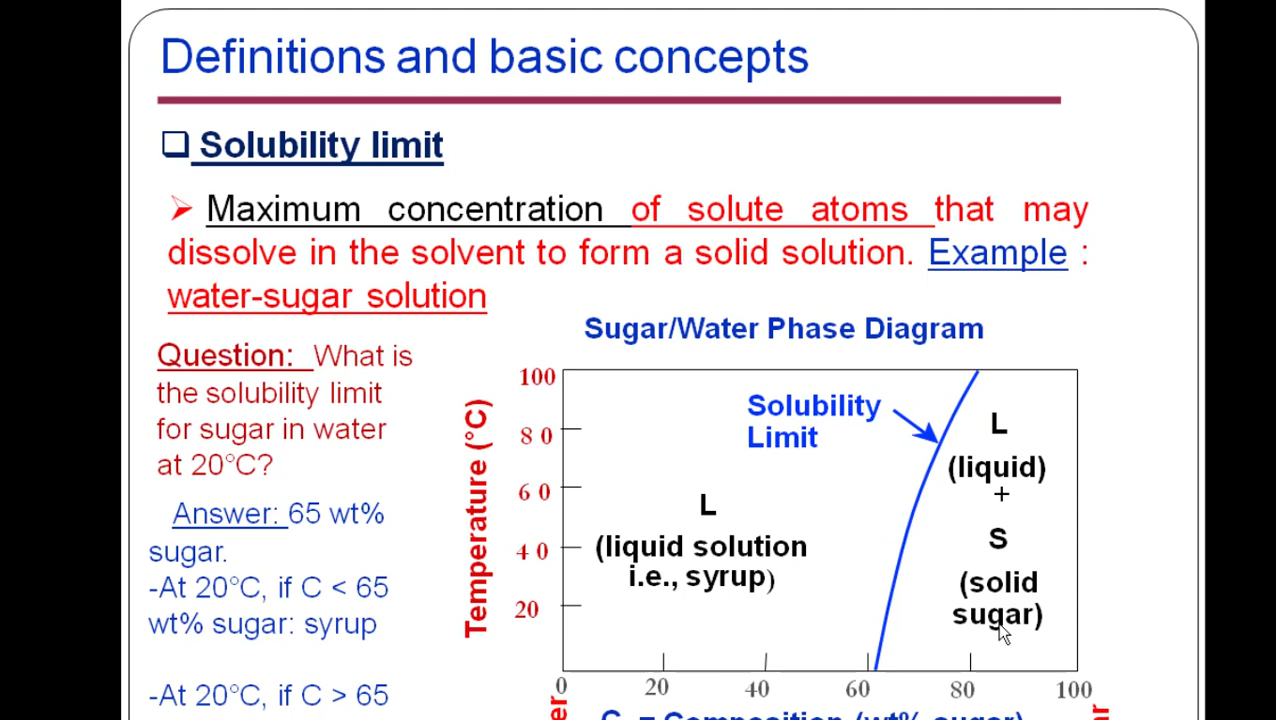 Definitions and basic concepts
Solubility limit
Maximum concentration of solute atoms that may
dissolve in the solvent to form a solid solution. Example :
water-sugar solution
Sugar/Water Phase Diagram
Question: What is
the solubility limit
for sugar in water
at 20°C?
Answer: 65 wt%
sugar.
-At 20°C, if C < 65
wt% sugar: syrup
-At 20°C, if C > 65
Temperature (°C)
100
80
60
40
20
Solubility
Limit
L
(liquid solution
i.e., syrup)
L
(liquid)
+
S
(solid
sugar)
0 20 40 60 80 100
= Composition (wt% sugar)